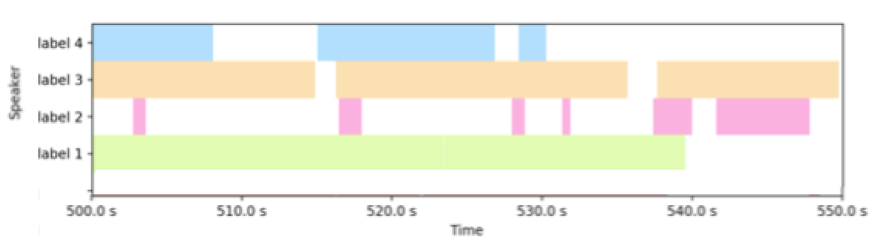 label 4
label 3
Speaker
label 2
label 1
500.0 s 510.0 s 520.0 s 530.0 s 540.0 s 550.0 s
Time